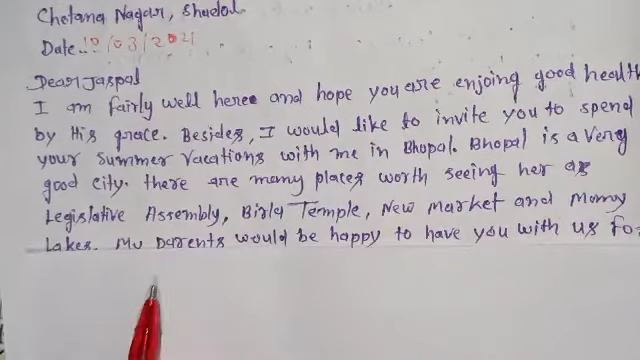 Chetana Nagar, Shadol
Date..10/03/2021
Dear Jaspal
I am fairly well here and hope you are enjoing good health
by His grace. Besides, I would like to invite you to spend
your Summer Vacations with me in Bhopal. Bhopal is a very
good city. there are many places worth seeing her as
Legislative Assembly, Birla Temple, New Market and Many
Lakes. My parents would be happy to have you with us for